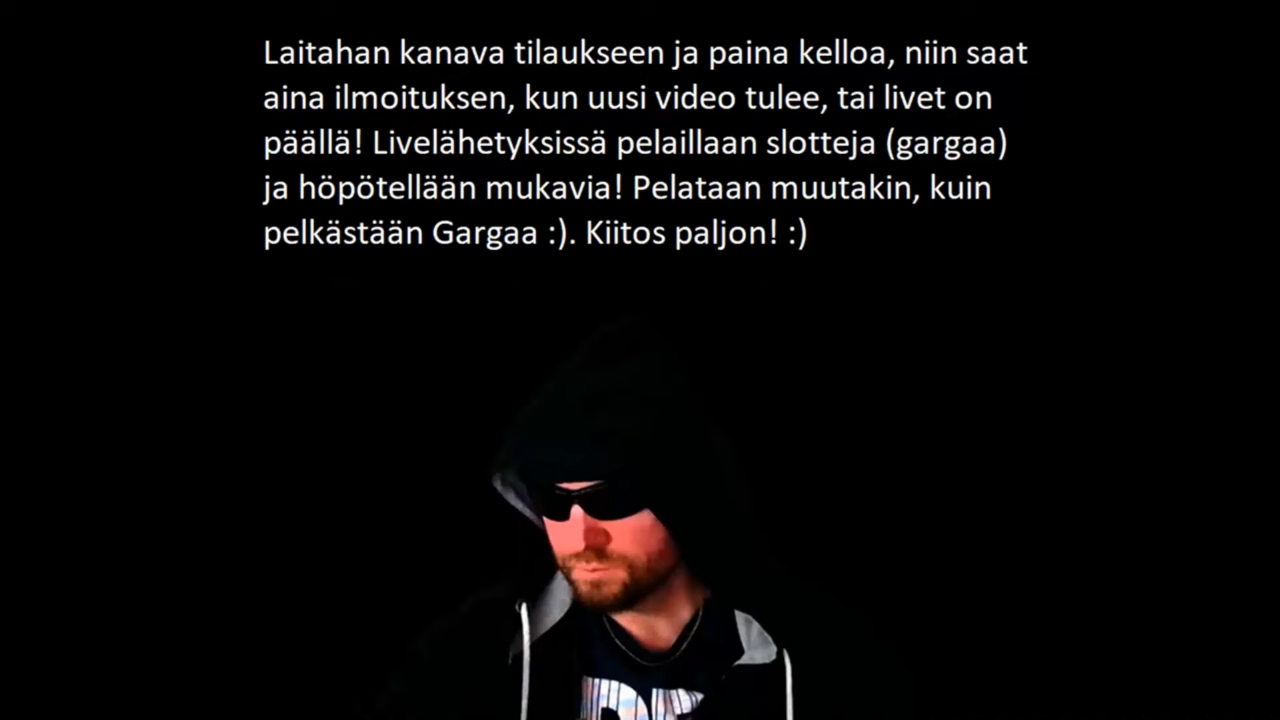 Laitahan kanava tilaukseen ja paina kelloa, niin saat
aina ilmoituksen, kun uusi video tulee, tai livet on
päällä! Livelähetyksissä pelaillaan slotteja (gargaa)
ja höpötellään mukavia! Pelataan muutakin, kuin
pelkästään Gargaa :). Kiitos paljon! :)